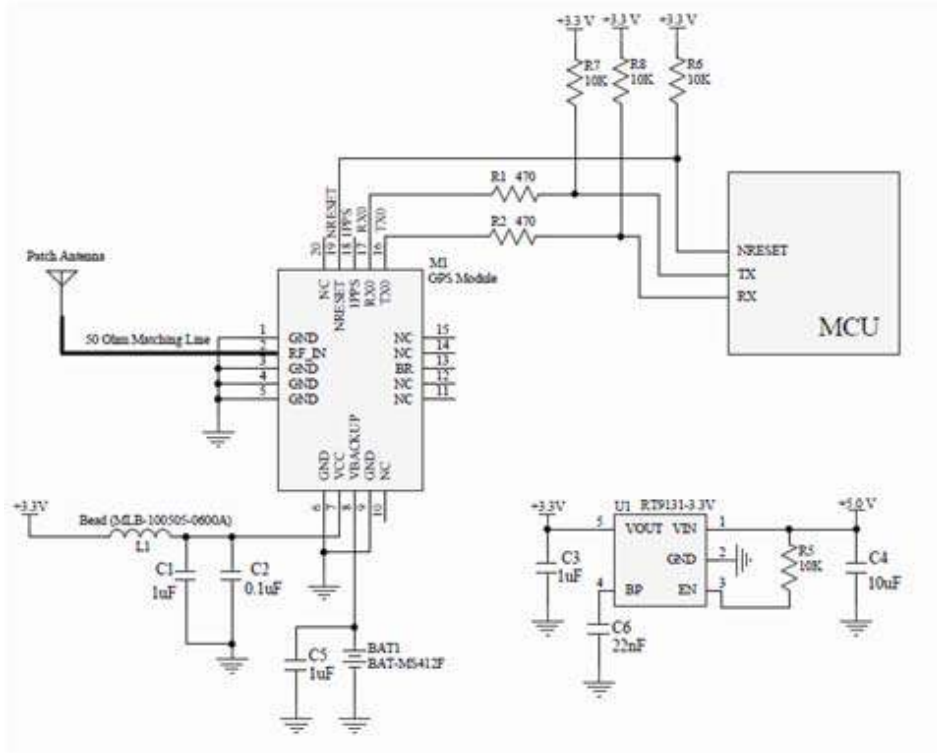 +3.3 V
+3.3 V
+3.3 V
R7
10K
R8
10K
R6
10K
R1 470
R2 470
20
19 NRESET
18 1PPS
17 RX0
16 TX0
NC
NRESET
1PPS
RX0
TX0
M1
GPS Module
Patch Antenna
50 Ohm Matching Line
1
GND
2
RF_IN
3
GND
4
GND
5
GND
NC
15
NC
14
BR
13
NC
12
NC
11
GND
VCC
VBACKUP
GND
NC
6
7
8
9
10
NRESET
TX
RX
MCU
+3.3V
Bead (MLB-100505-0600A)
L1
C1
1uF
C2
0.1uF
C5
1uF
BAT1
BAT-MS412F
+3.3V
U1 RT9131-3.3V
+5.0 V
5
VOUT
VIN
1
GND
2
4
BP
EN
3
C3
1uF
R5
10K
C4
10uF
C6
22nF